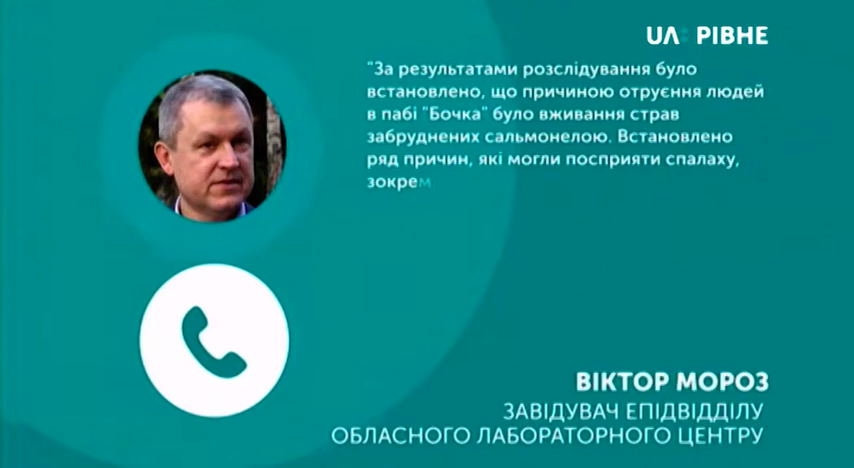 UA: РІВНЕ
"За результатами розслідування було
встановлено, що причиною отруєння людей
в пабі "Бочка" було вживання страв
забруднених сальмонелою. Встановлено
ряд причин, які могли посприяти спалаху,
зокрем
ВІКТОР МОРОЗ
ЗАВІДУВАЧ ЕПІДВІДДІЛУ
ОБЛАСНОГО ЛАБОРАТОРНОГО ЦЕНТРУ